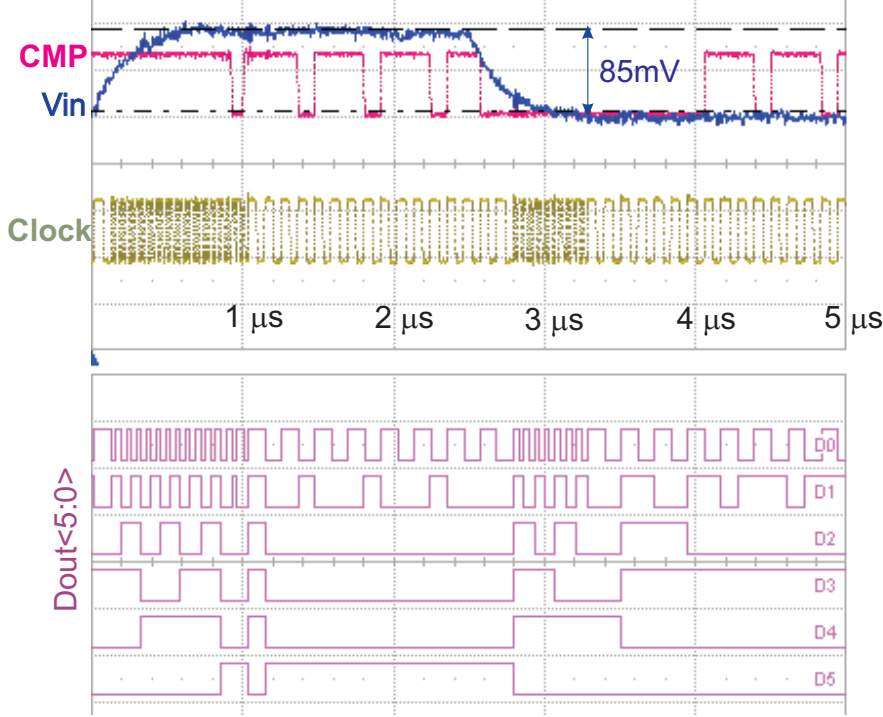 CMP
85mV
Vin
Clock
1 μs
2 μs
3 μs
4 μs
5 μs
Dout<5:0>
D0
D1
D2
D3
D4
D5